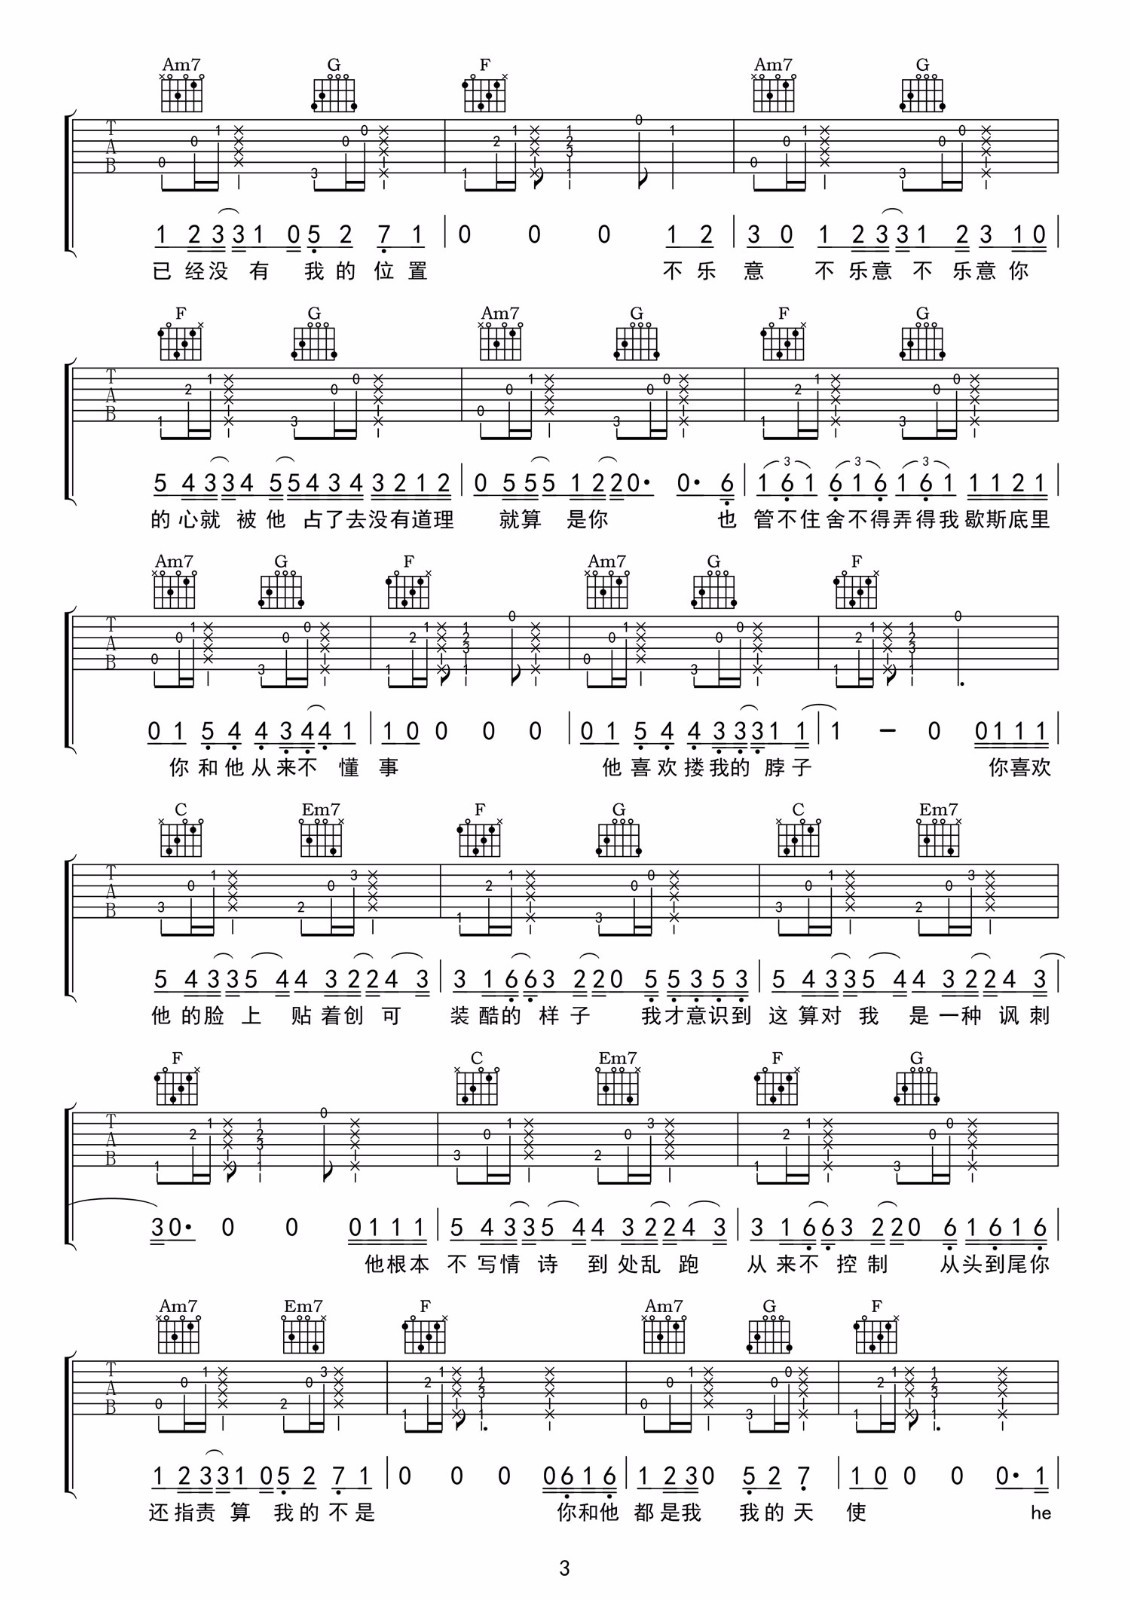 Am7 G F Am7 G
1 2 3 3 1 0 5 2 7 1 0 0 0 1 2 3 0 1 2 3 3 1 2 3 1 0
已 经 没 有 我 的 位 置 不 乐 意 不 乐 意 不 乐 意 你
F G Am7 G F G
5 4 3 3 4 5 5 4 3 4 3 2 1 2 0 5 5 5 1 2 2 0· 0· 6 1 6 1 6 1 6 1 6 1 1 1 2 1
的 心 就 被 他 占 了 去 没 有 道 理 就 算 是 你 也 管 不 住 舍 不 得 弄 得 我 歇 斯 底 里
Am7 G F Am7 G F
0 1 5 4 4 3 4 4 1 1 0 0 0 0 0 1 5 4 4 3 3 3 1 1 1 – 0 0 1 1 1
你 和 他 从 来 不 懂 事 他 喜 欢 搂 我 的 脖 子 你 喜 欢
C Em7 F G C Em7
5 4 3 3 5 4 4 3 2 2 4 3 3 1 6 6 3 2 2 0 5 5 3 5 3 5 4 3 3 5 4 4 3 2 2 4 3
他 的 脸 上 贴 着 创 可 装 酷 的 样 子 我 才 意 识 到 这 算 对 我 是 一 种 讽 刺
F C Em7 F G
3 0· 0 0 0 1 1 1 5 4 3 3 5 4 4 3 2 2 4 3 3 1 6 6 3 2 2 0 6 1 6 1 6
他 根 本 不 写 情 诗 到 处 乱 跑 从 来 不 控 制 从 头 到 尾 你
Am7 Em7 F Am7 G F
1 2 3 3 1 0 5 2 7 1 0 0 0 0 6 1 6 1 2 3 0 5 2 7 1 0 0 0 0· 1
还 指 责 算 我 的 不 是 你 和 他 都 是 我 我 的 天 使 he
3